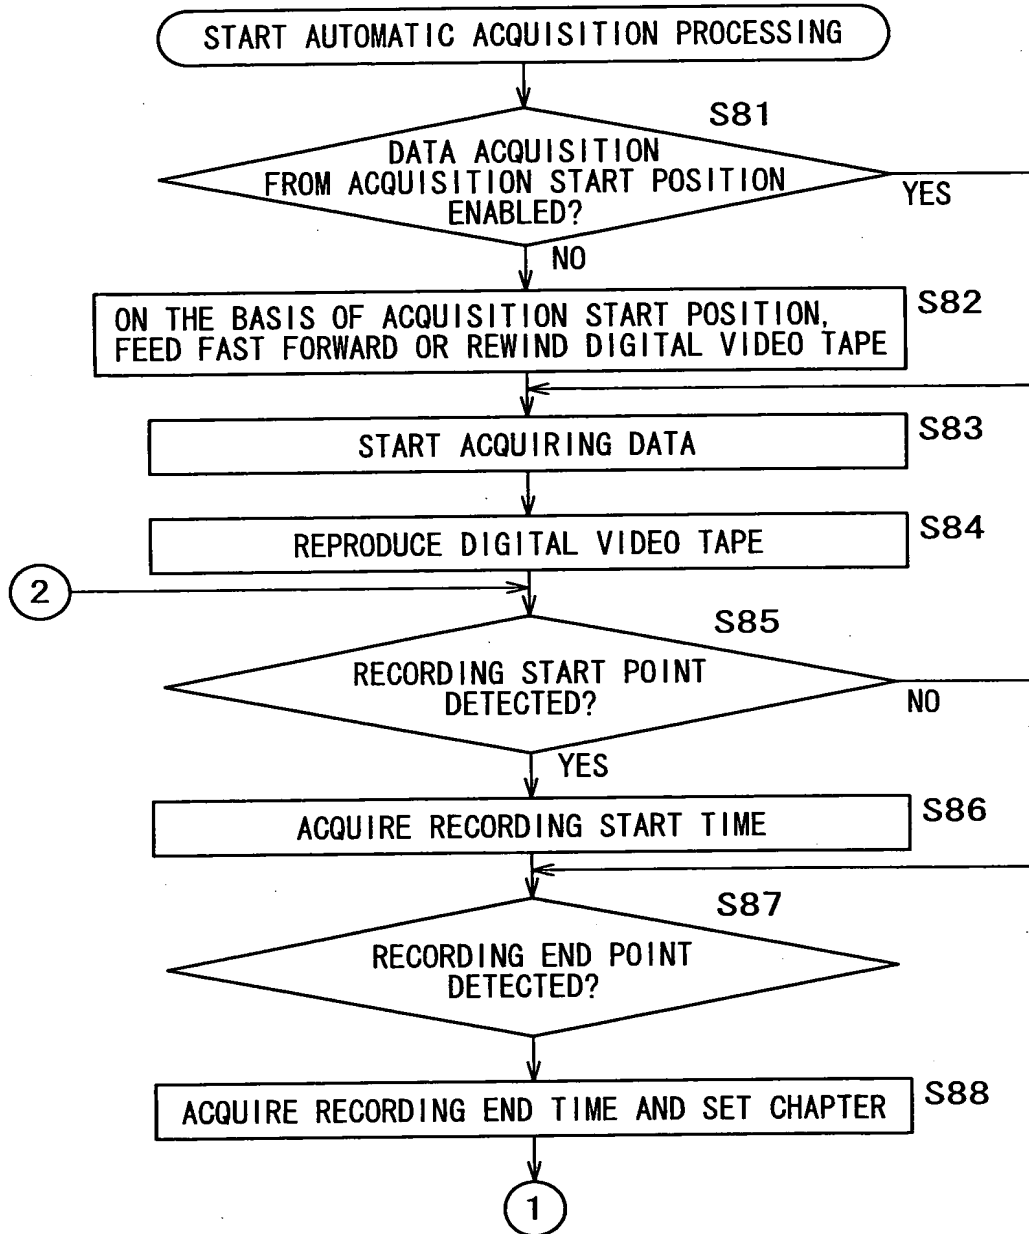 START AUTOMATIC ACQUISITION PROCESSING
S81
DATA ACQUISITION
FROM ACQUISITION START POSITION
ENABLED?
YES
NO
S82
ON THE BASIS OF ACQUISITION START POSITION,
FEED FAST FORWARD OR REWIND DIGITAL VIDEO TAPE
S83
START ACQUIRING DATA
S84
REPRODUCE DIGITAL VIDEO TAPE
2
S85
RECORDING START POINT
DETECTED?
NO
YES
S86
ACQUIRE RECORDING START TIME
S87
RECORDING END POINT
DETECTED?
S88
ACQUIRE RECORDING END TIME AND SET CHAPTER
1